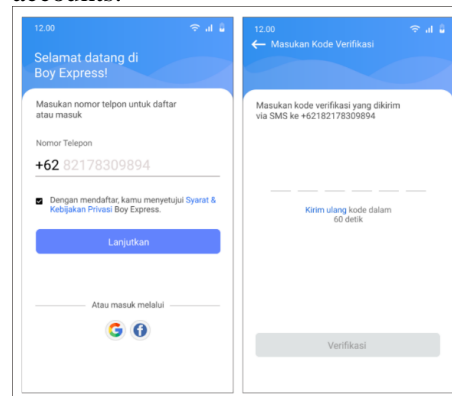 accounts.
12.00
Selamat datang di
Boy Express!
Masukan nomor telpon untuk daftar
atau masuk
Nomor Telepon
+62 82178309894
Dengan mendaftar, kamu menyetujui Syarat &
Kebijakan Privasi Boy Express.
Lanjutkan
Atau masuk melalui
12.00
Masukan Kode Verifikasi
Masukan kode verifikasi yang dikirim
via SMS ke +62182178309894
Kirim ulang kode dalam
60 detik
Verifikasi